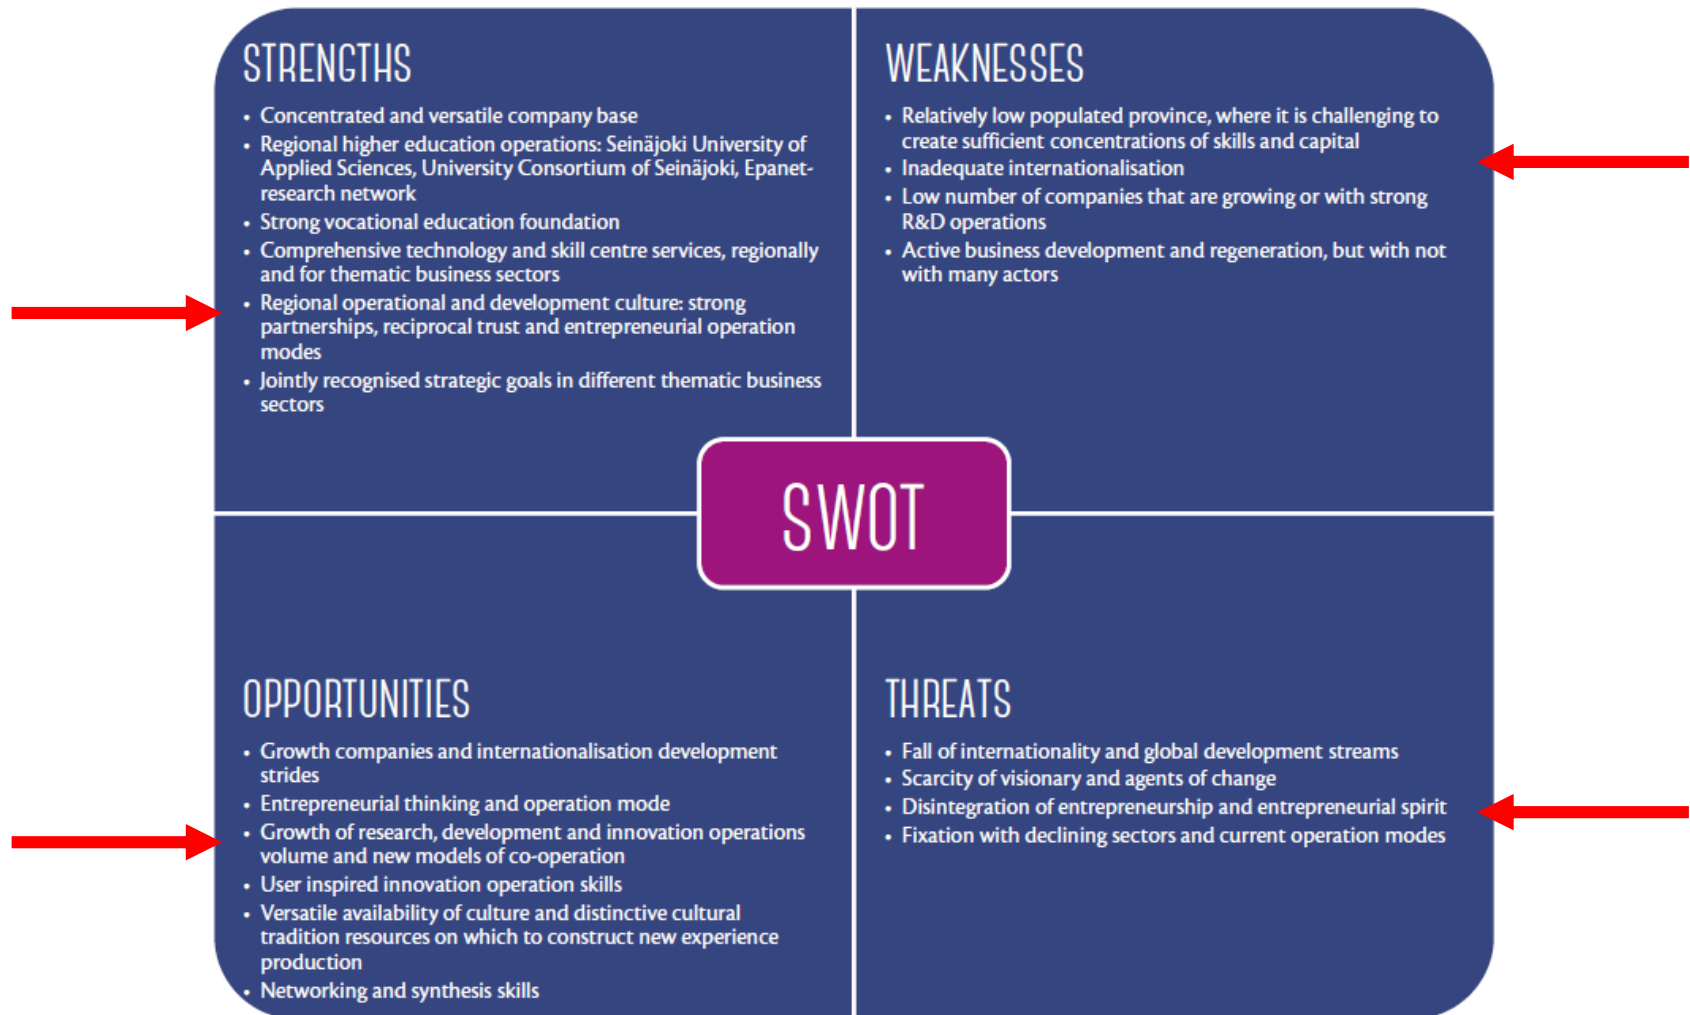 STRENGTHS
• Concentrated and versatile company base
• Regional higher education operations: Seinäjoki University of
Applied Sciences, University Consortium of Seinäjoki, Epanet-
research network
• Strong vocational education foundation
• Comprehensive technology and skill centre services, regionally
and for thematic business sectors
• Regional operational and development culture: strong
partnerships, reciprocal trust and entrepreneurial operation
modes
• Jointly recognised strategic goals in different thematic business
sectors
WEAKNESSES
• Relatively low populated province, where it is challenging to
create sufficient concentrations of skills and capital
• Inadequate internationalisation
• Low number of companies that are growing or with strong
R&D operations
• Active business development and regeneration, but with not
with many actors
SWOT
OPPORTUNITIES
• Growth companies and internationalisation development
strides
• Entrepreneurial thinking and operation mode
• Growth of research, development and innovation operations
volume and new models of co-operation
• User inspired innovation operation skills
• Versatile availability of culture and distinctive cultural
tradition resources on which to construct new experience
production
• Networking and synthesis skills
THREATS
• Fall of internationality and global development streams
• Scarcity of visionary and agents of change
• Disintegration of entrepreneurship and entrepreneurial spirit
• Fixation with declining sectors and current operation modes